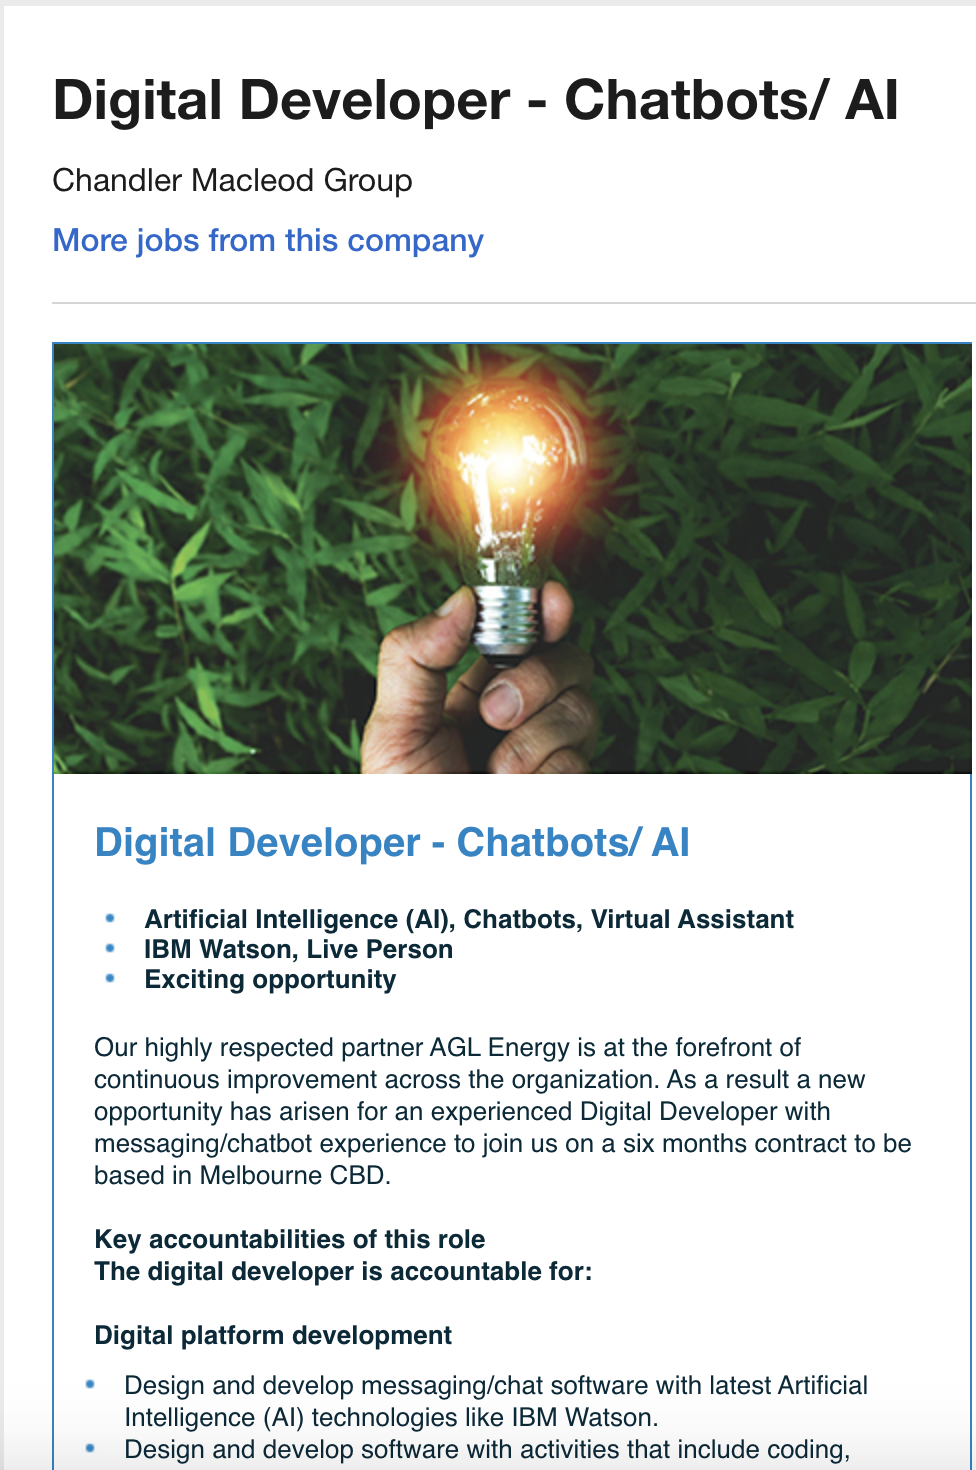 Digital Developer - Chatbots/ AI
Chandler Macleod Group
More jobs from this company
Digital Developer - Chatbots/ AI
Artificial Intelligence (AI), Chatbots, Virtual Assistant
IBM Watson, Live Person
Exciting opportunity
Our highly respected partner AGL Energy is at the forefront of
continuous improvement across the organization. As a result a new
opportunity has arisen for an experienced Digital Developer with
messaging/chatbot experience to join us on a six months contract to be
based in Melbourne CBD.
Key accountabilities of this role
The digital developer is accountable for:
Digital platform development
Design and develop messaging/chat software with latest Artificial
Intelligence (AI) technologies like IBM Watson.
Design and develop software with activities that include coding,